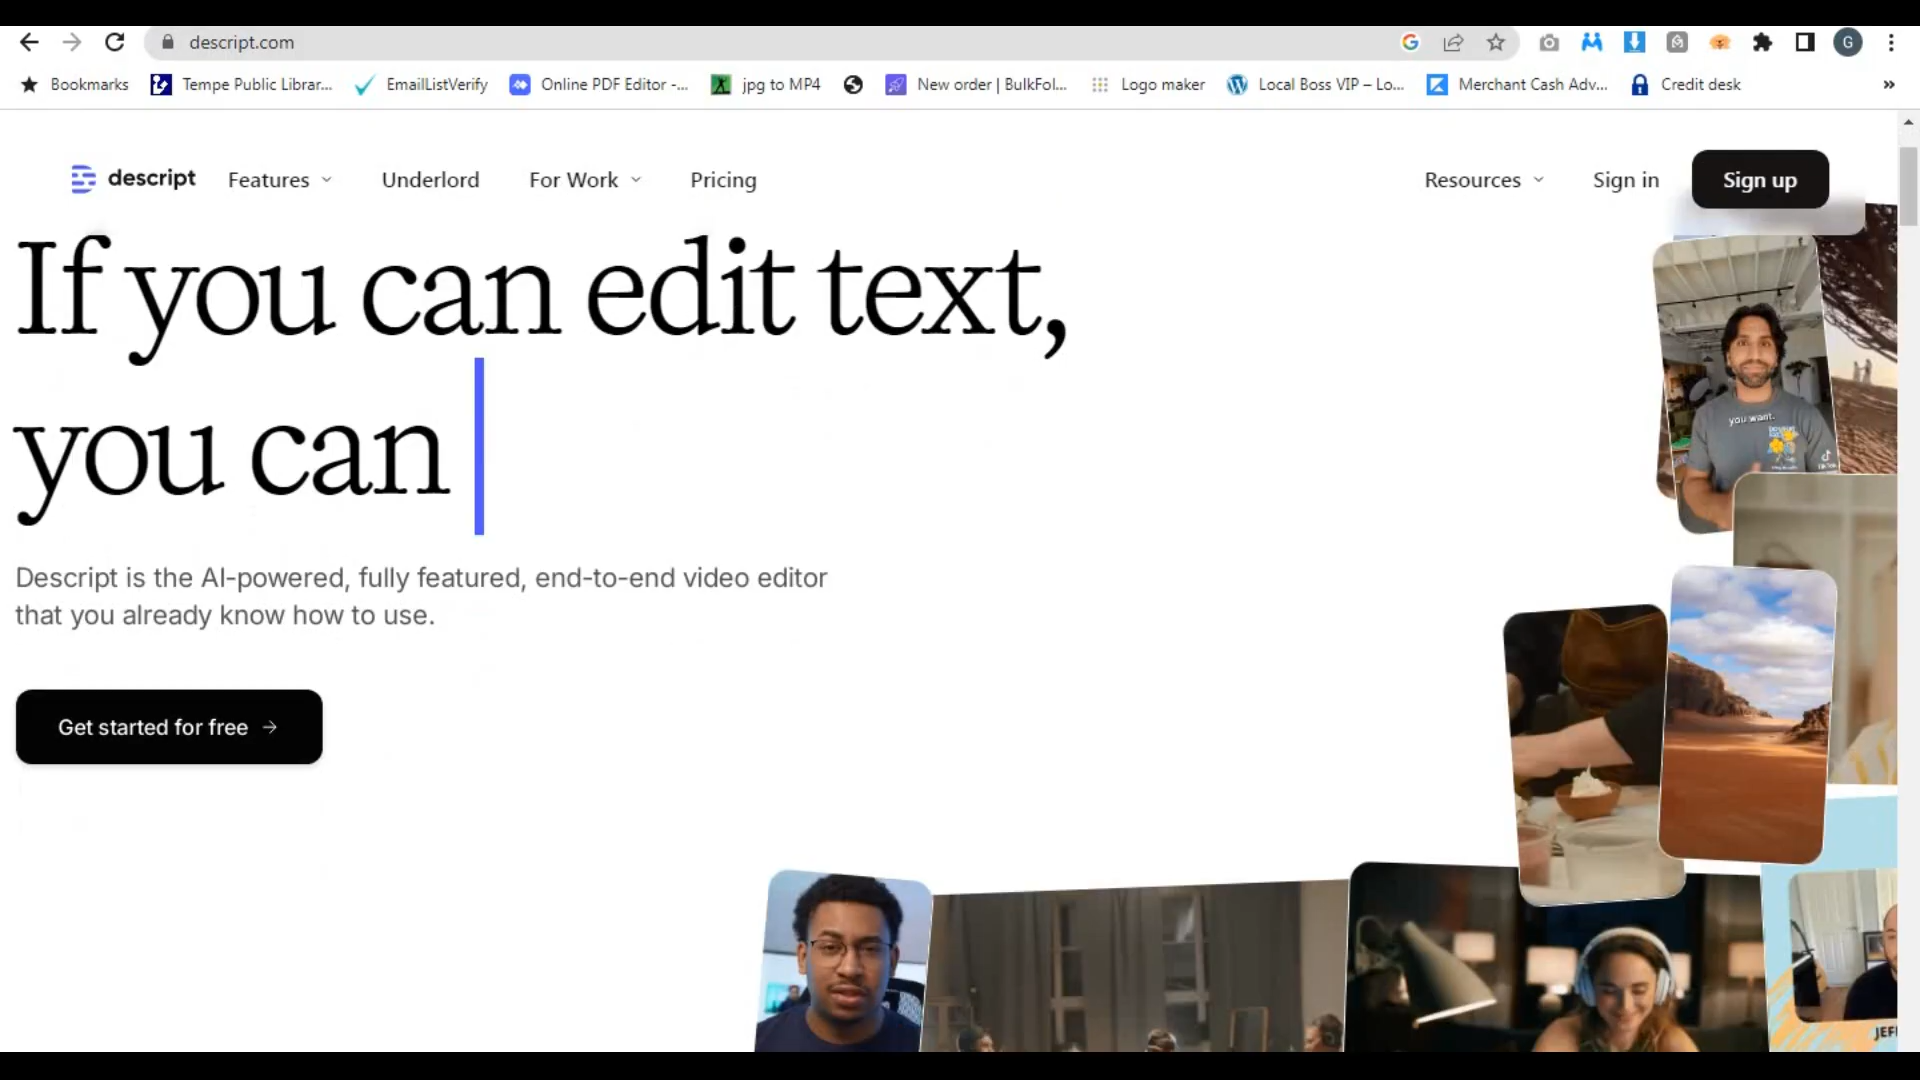 descript.com
G
Bookmarks
Tempe Public Librar...
EmailListVerify
Online PDF Editor -...
jpg to MP4
New order | BulkFol...
Logo maker
Local Boss VIP – Lo...
Merchant Cash Adv...
Credit desk
»
descript
Features
Underlord
For Work
Pricing
Resources
Sign in
Sign up
If you can edit text,
you can
Descript is the AI-powered, fully featured, end-to-end video editor
that you already know how to use.
Get started for free →
you want.
JEF